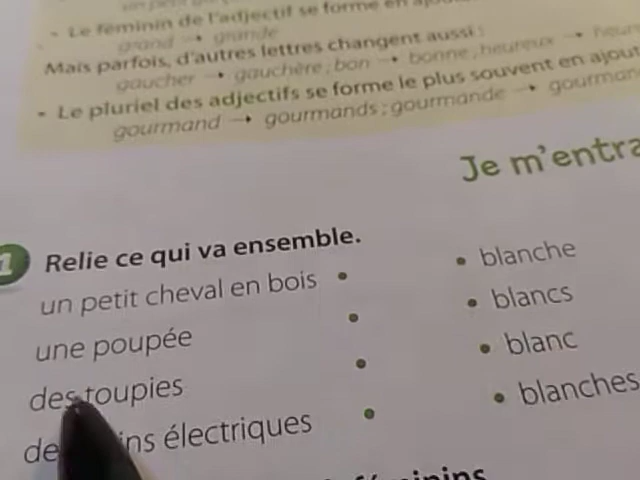 • Le féminin de l'adjectif se forme en
grand → grande
Mais parfois, d'autres lettres changent aussi :
gaucher → gauchère ; bon → bonne ; heureux →
• Le pluriel des adjectifs se forme le plus souvent en
gourmand → gourmands ; gourmande →
Je m'entra
1 Relie ce qui va ensemble.
un petit cheval en bois • • blanche
une poupée • • blancs
des toupies • • blanc
ins électriques • • blanches